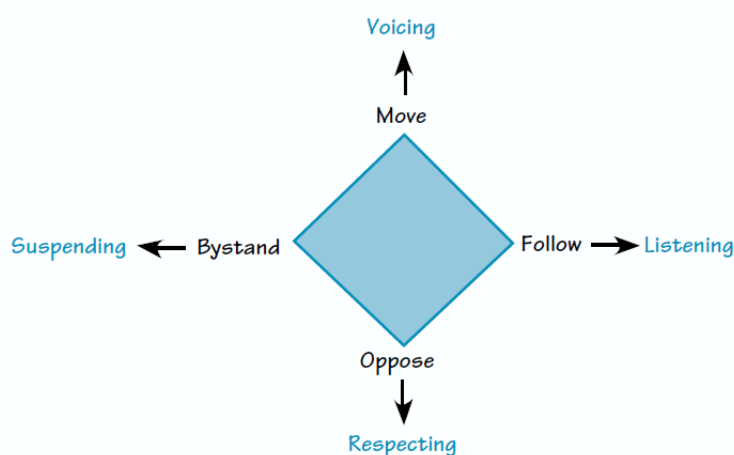 Voicing
Move
Suspending
Bystand
Follow
Listening
Oppose
Respecting